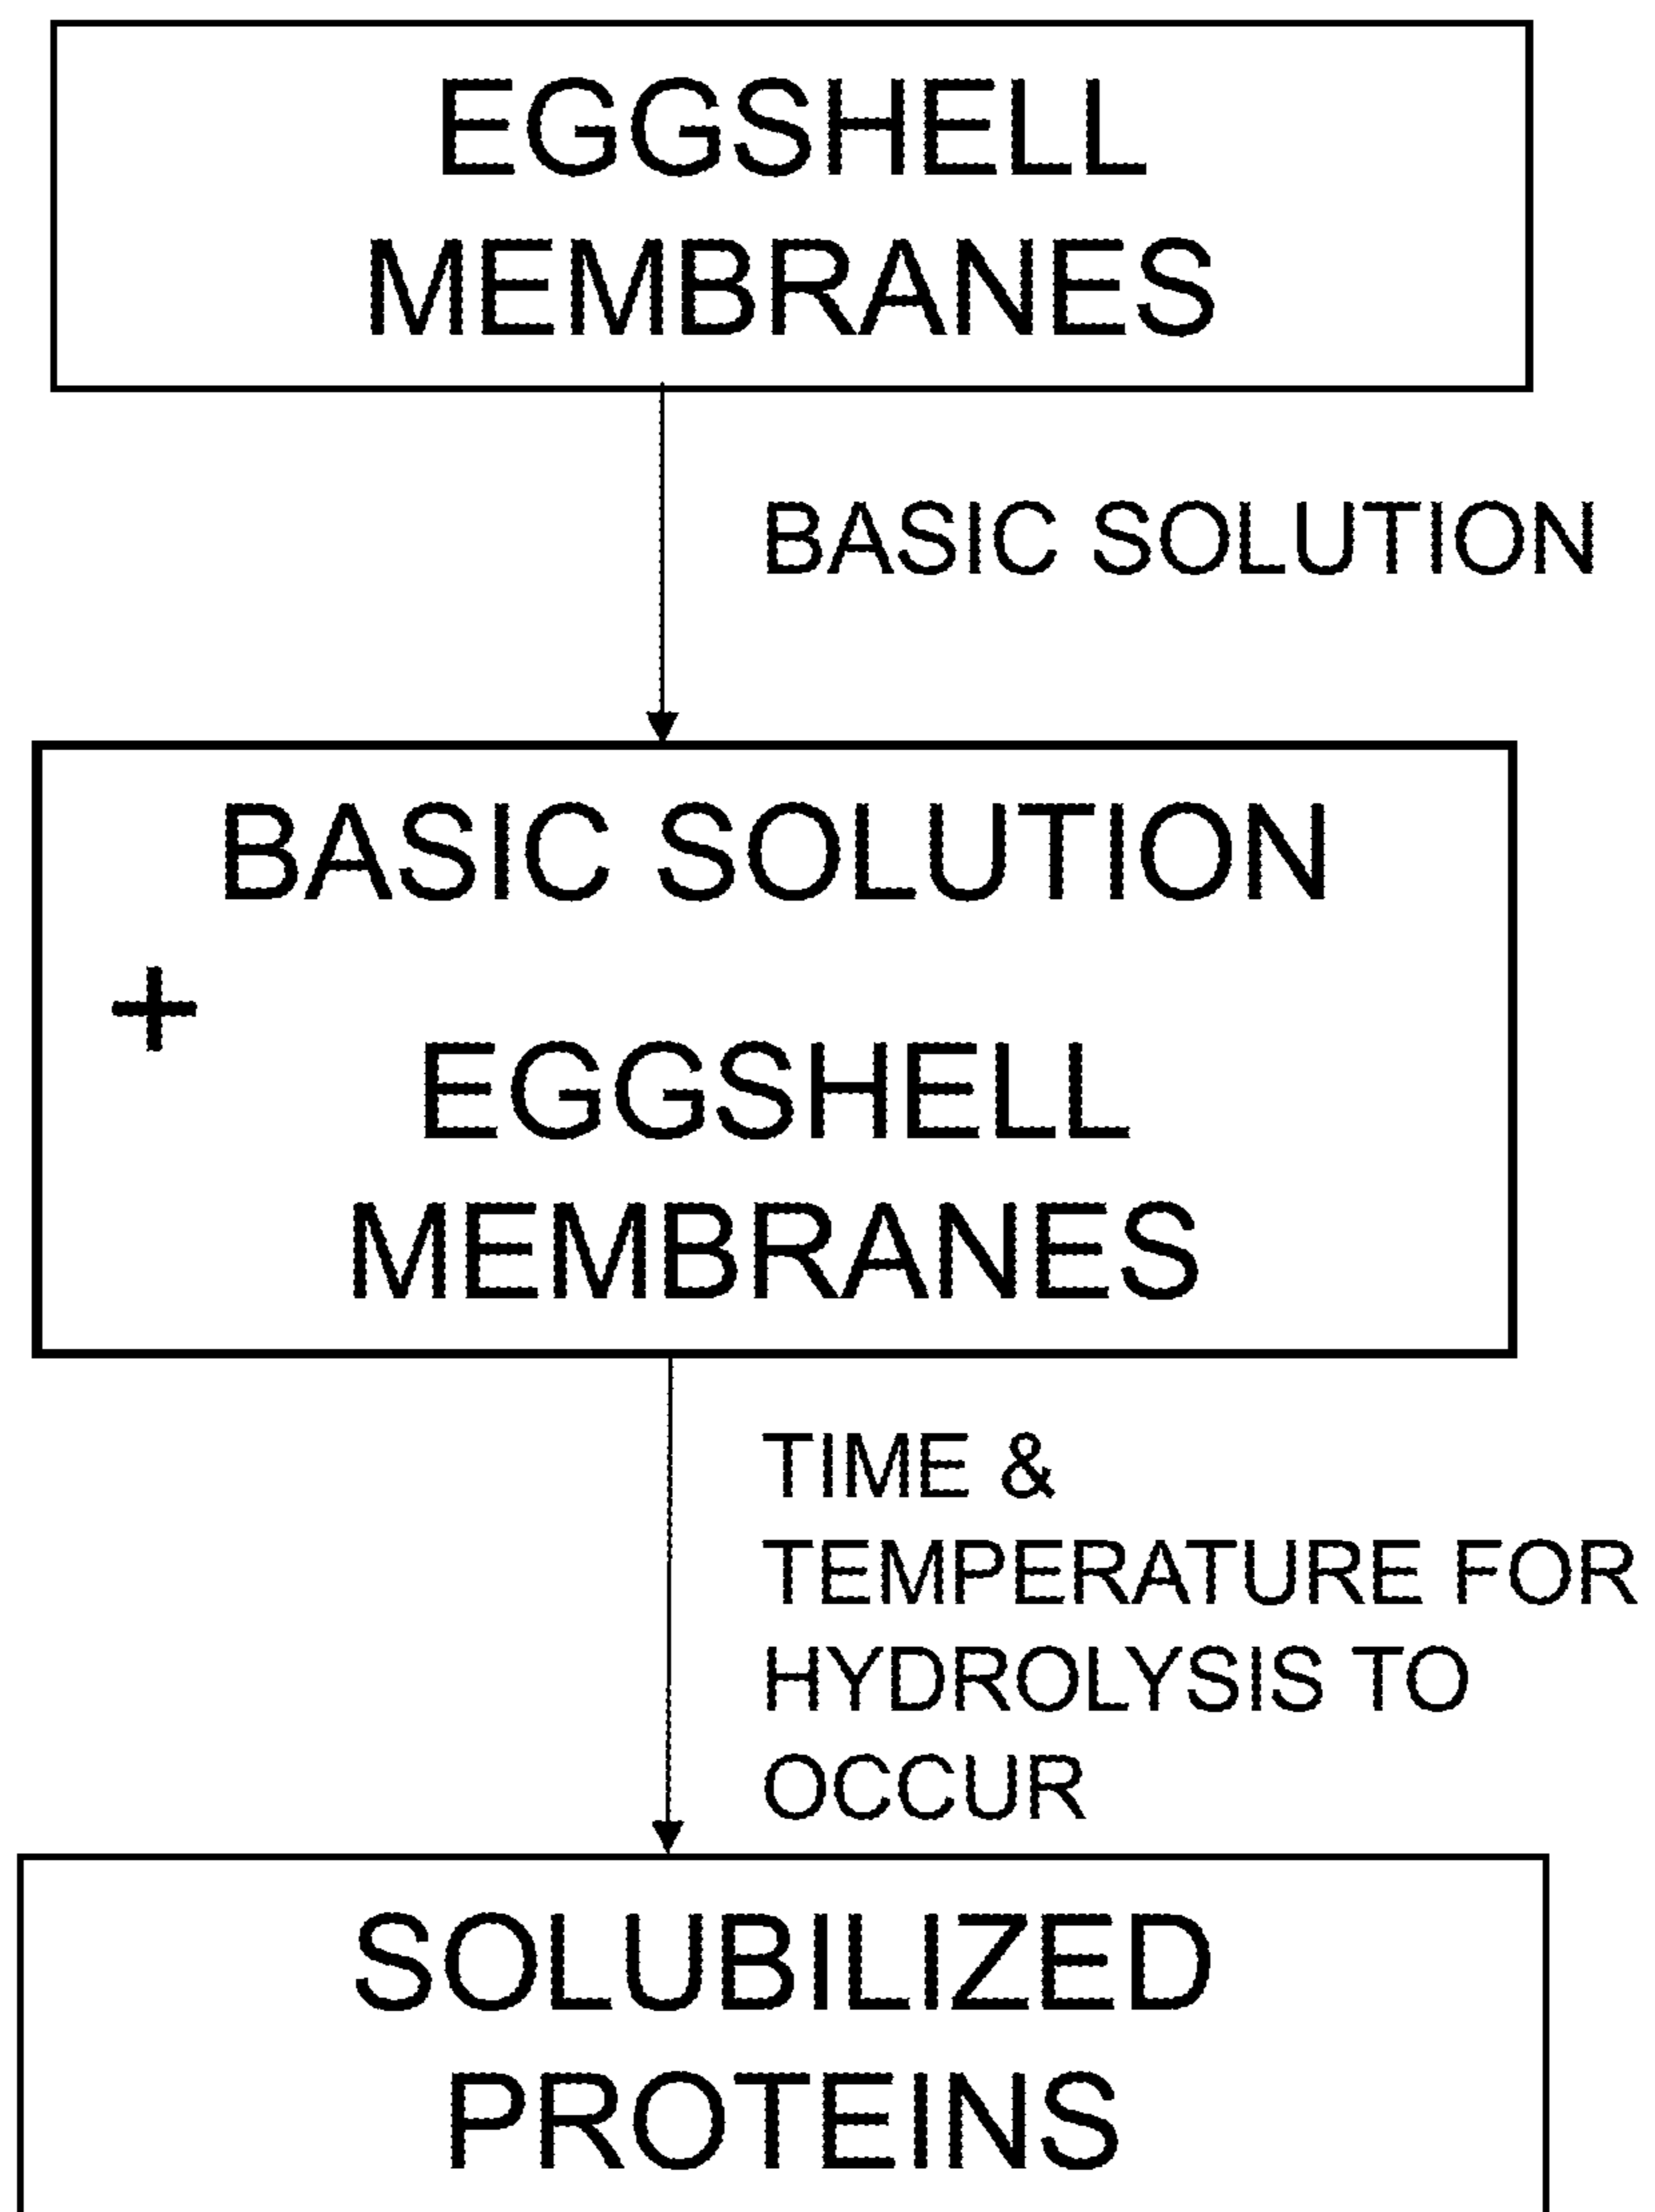 EGGSHELL
MEMBRANES
BASIC SOLUTION
BASIC SOLUTION
+
EGGSHELL
MEMBRANES
TIME &
TEMPERATURE FOR
HYDROLYSIS TO
OCCUR
SOLUBILIZED
PROTEINS